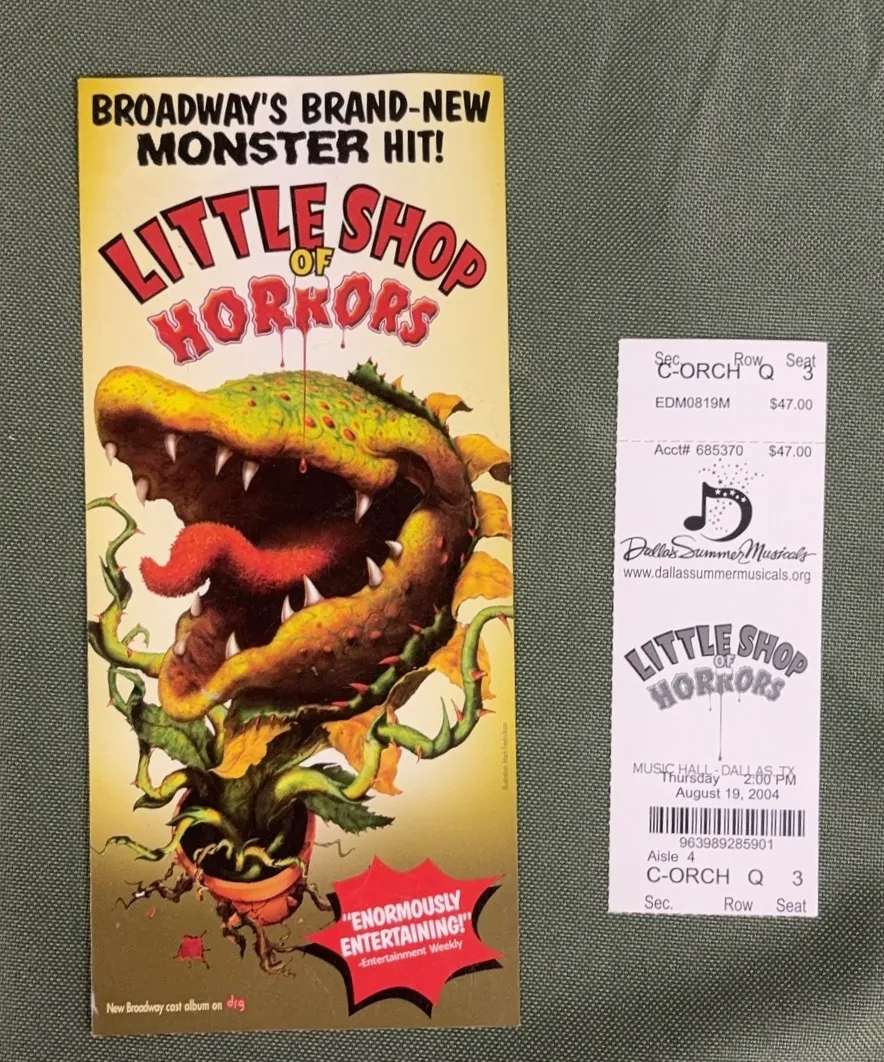 BROADWAY'S BRAND-NEW
MONSTER HIT!
LITTLE SHOP
OF
HORRORS
"ENORMOUSLY
ENTERTAINING!"
-Entertainment Weekly
New Broadway cast album on drg
Sec. Row Seat
C-ORCH Q 3
EDM0819M $47.00
Acct# 685370 $47.00
Dallas Summer Musicals
www.dallassummermusicals.org
LITTLE SHOP
OF
HORRORS
MUSIC HALL - DALLAS, TX
Thursday 2:00 PM
August 19, 2004
963989285901
Aisle 4
C-ORCH Q 3
Sec. Row Seat